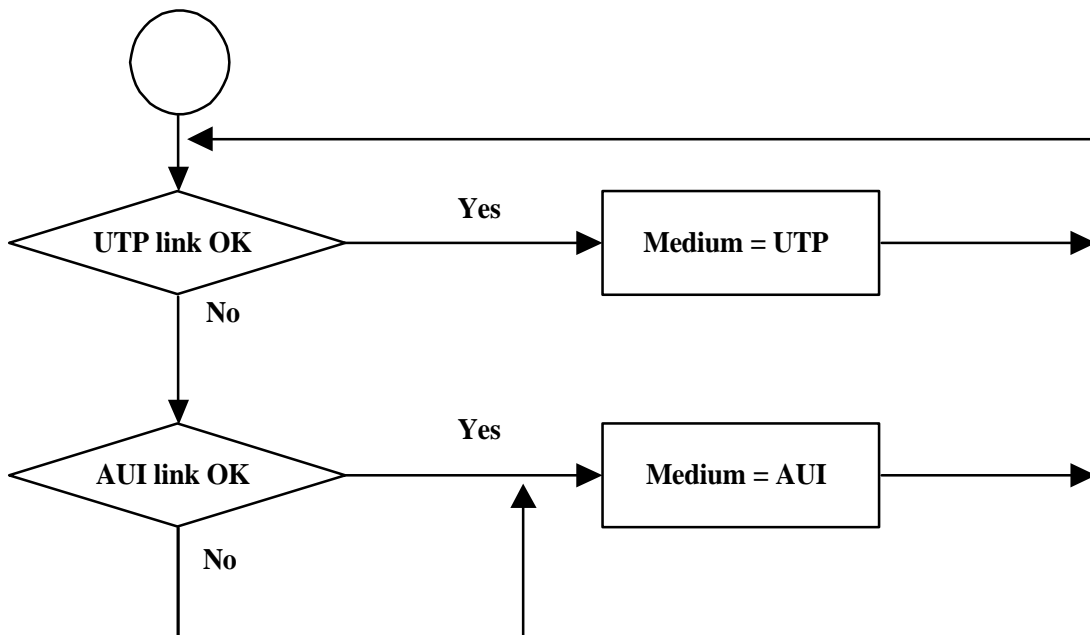 Yes
UTP link OK
Medium = UTP
No
Yes
AUI link OK
Medium = AUI
No